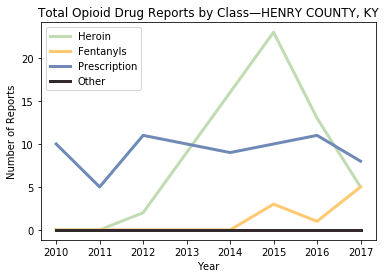 Total Opioid Drug Reports by Class—HENRY COUNTY, KY
Heroin
Fentanyls
Prescription
Other
Number of Reports
20
15
10
5
0
2010 2011 2012 2013 2014 2015 2016 2017
Year